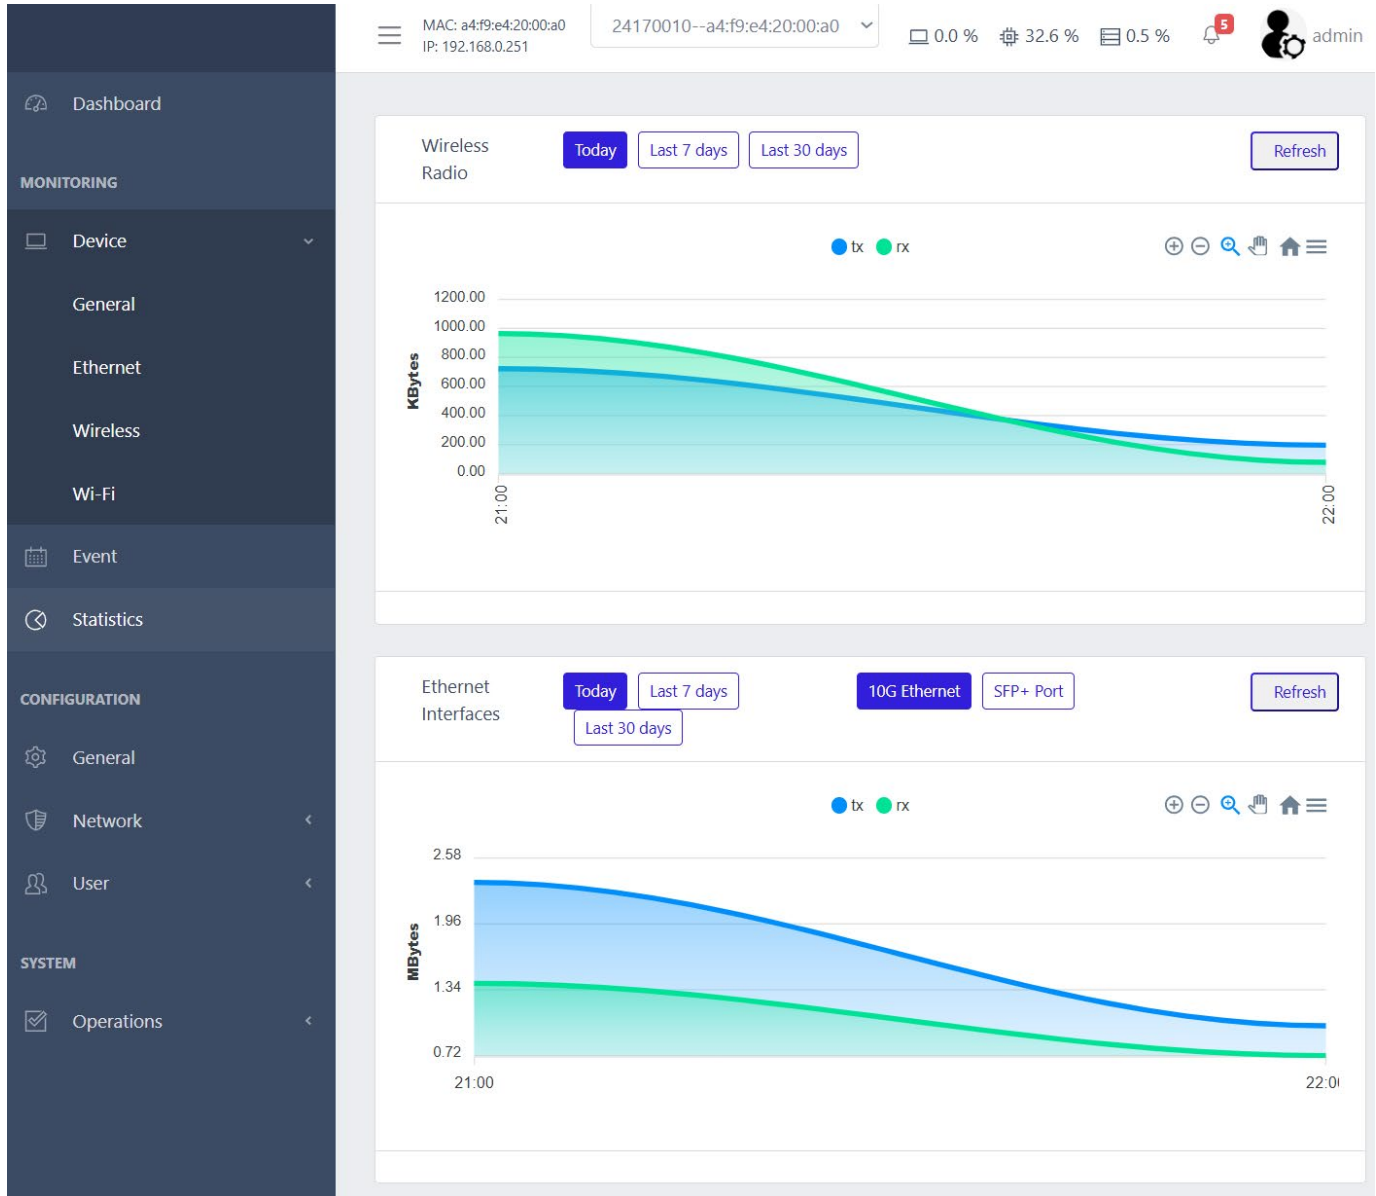 MAC: a4:f9:e4:20:00:a0
IP: 192.168.0.251
24170010--a4:f9:e4:20:00:a0
0.0 %
32.6 %
0.5 %
5
admin
Dashboard
MONITORING
Device
General
Ethernet
Wireless
Wi-Fi
Event
Statistics
CONFIGURATION
General
Network
User
SYSTEM
Operations
Wireless
Radio
Today
Last 7 days
Last 30 days
Refresh
tx
rx
1200.00
1000.00
800.00
600.00
400.00
200.00
0.00
KBytes
21:00
22:00
Ethernet
Interfaces
Today
Last 7 days
Last 30 days
10G Ethernet
SFP+ Port
Refresh
tx
rx
2.58
1.96
1.34
0.72
MBytes
21:00
22:0